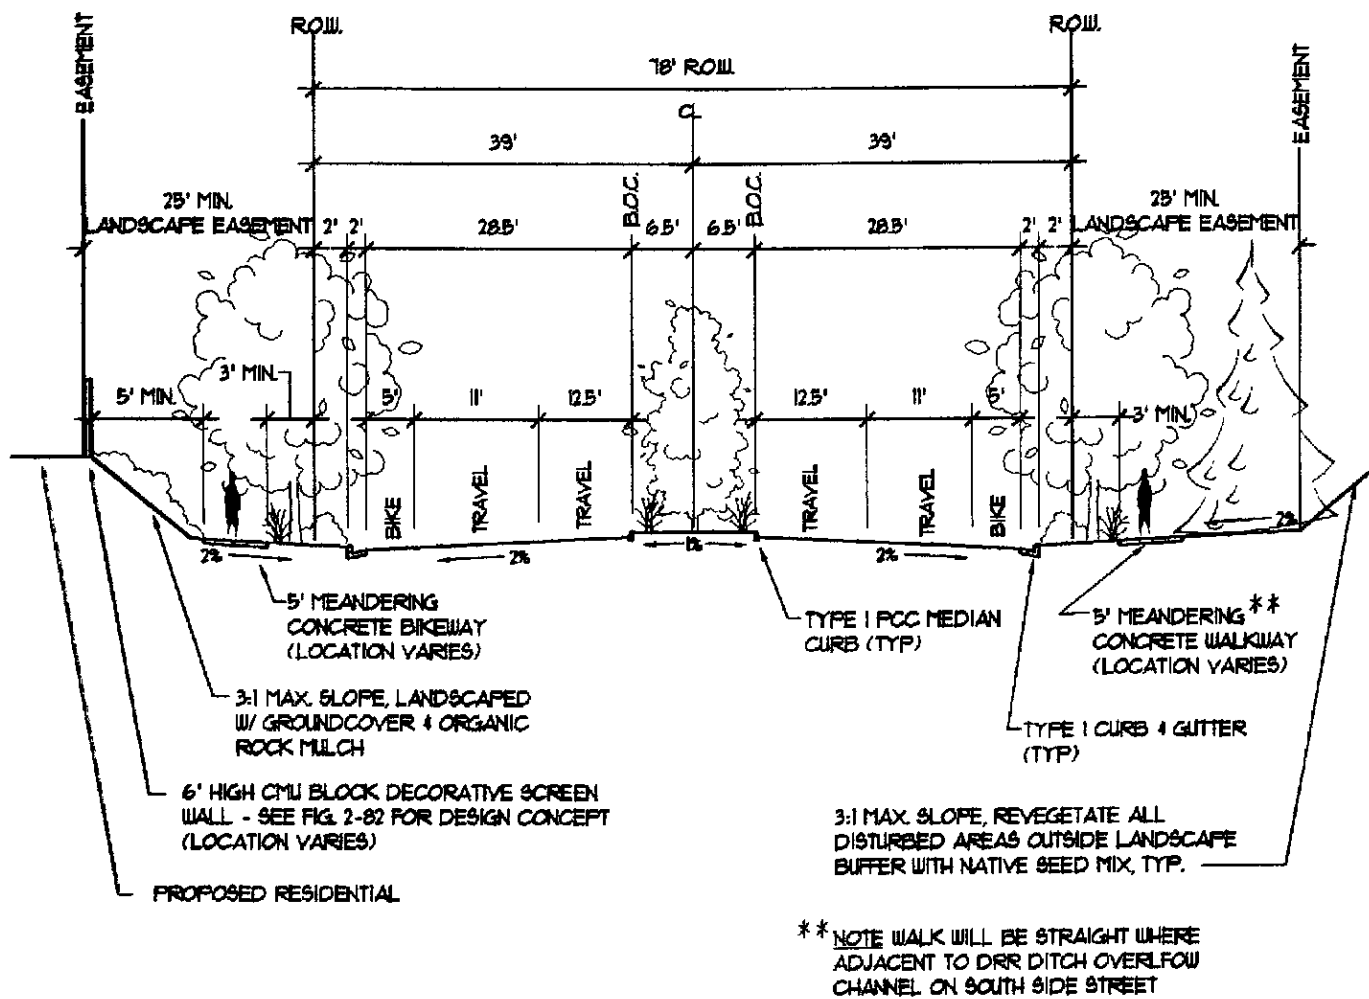 R.O.W.
R.O.W.
EASEMENT
EASEMENT
78' R.O.W.
CL
39'
39'
25' MIN.
LANDSCAPE EASEMENT
2'
2'
28.5'
B.O.C.
6.5'
6.5'
B.O.C.
28.5'
2'
2'
25' MIN.
LANDSCAPE EASEMENT
5' MIN.
3' MIN.
5'
11'
12.5'
12.5'
11'
5'
3' MIN.
BIKE
TRAVEL
TRAVEL
TRAVEL
TRAVEL
BIKE
2%
2%
1%
2%
2%
5' MEANDERING
CONCRETE BIKEWAY
(LOCATION VARIES)
TYPE 1 PCC MEDIAN
CURB (TYP)
5' MEANDERING **
CONCRETE WALKWAY
(LOCATION VARIES)
3:1 MAX. SLOPE, LANDSCAPED
W/ GROUNDCOVER & ORGANIC
ROCK MULCH
TYPE 1 CURB & GUTTER
(TYP)
6' HIGH CMU BLOCK DECORATIVE SCREEN
WALL - SEE FIG. 2-82 FOR DESIGN CONCEPT
(LOCATION VARIES)
3:1 MAX. SLOPE, REVEGETATE ALL
DISTURBED AREAS OUTSIDE LANDSCAPE
BUFFER WITH NATIVE SEED MIX, TYP.
PROPOSED RESIDENTIAL
** NOTE WALK WILL BE STRAIGHT WHERE
ADJACENT TO DRR DITCH OVERLFOW
CHANNEL ON SOUTH SIDE STREET